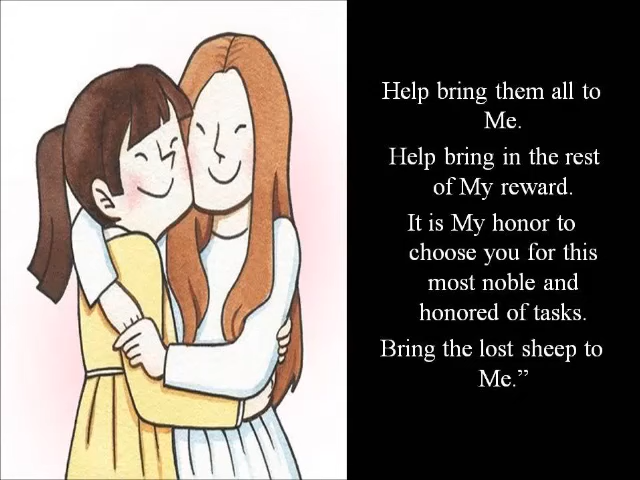 Help bring them all to
Me.
Help bring in the rest
of My reward.
It is My honor to
choose you for this
most noble and
honored of tasks.
Bring the lost sheep to
Me.”